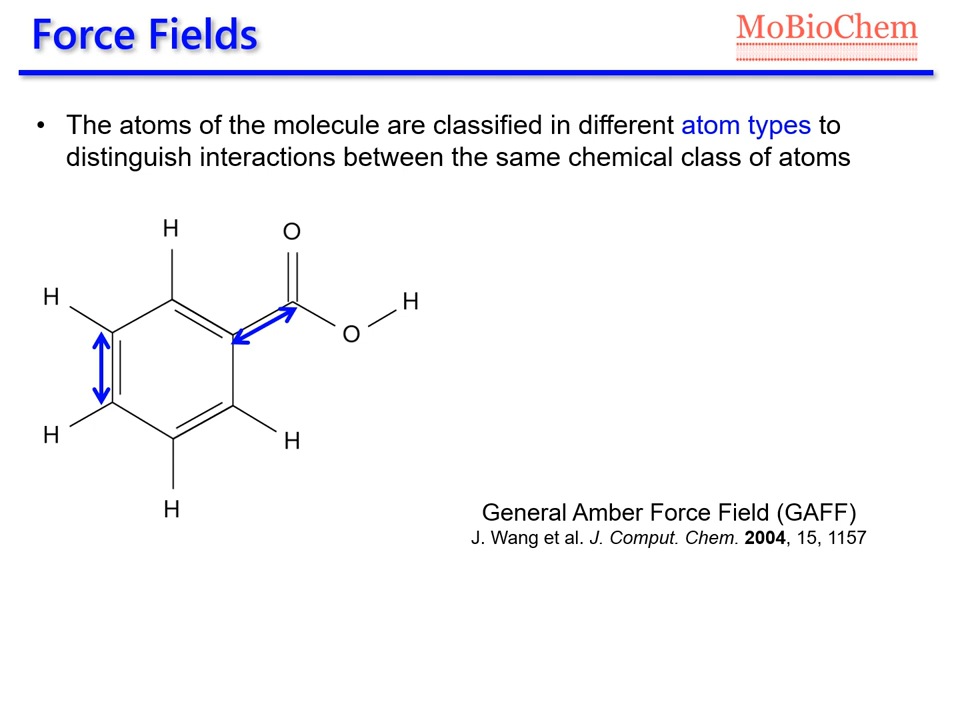 Force Fields
MoBioChem
• The atoms of the molecule are classified in different atom types to
distinguish interactions between the same chemical class of atoms
H
O
H
H
O
H
H
H
General Amber Force Field (GAFF)
J. Wang et al. J. Comput. Chem. 2004, 15, 1157